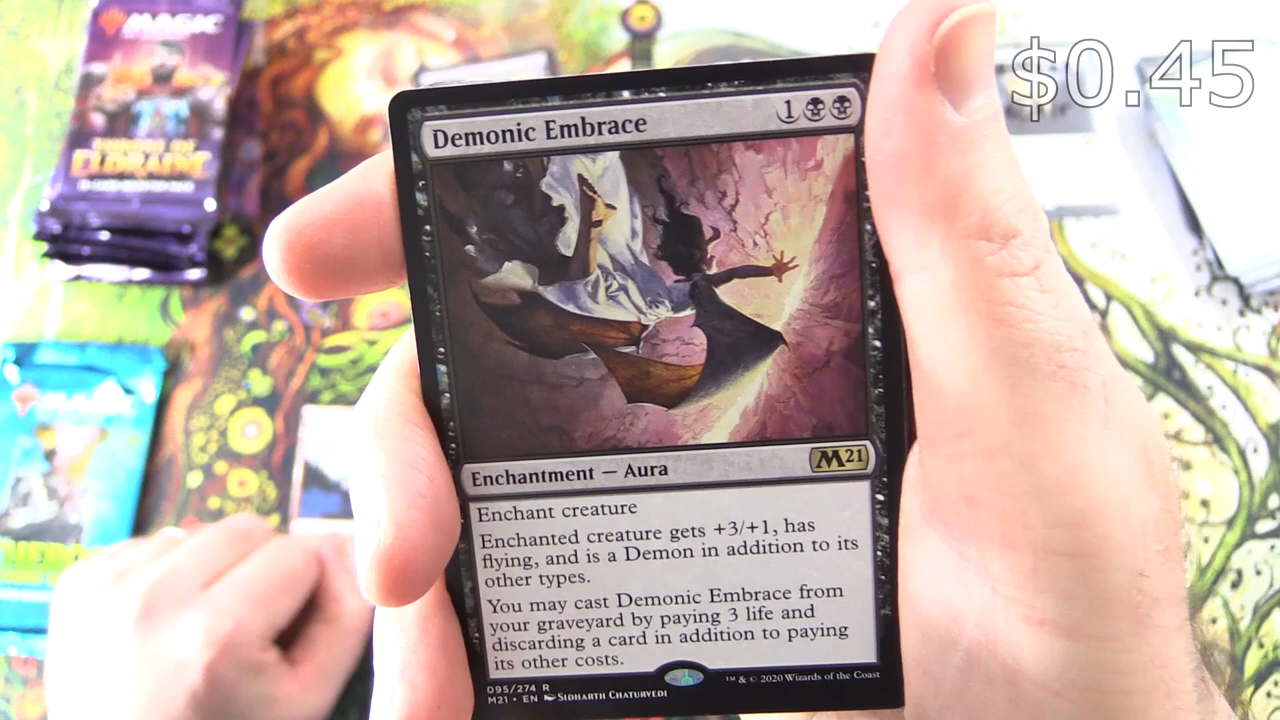 $0.45
MAGIC
THRONE OF
ELDRAINE
MAGIC
Demonic Embrace
1
Enchantment — Aura
M21
Enchant creature
Enchanted creature gets +3/+1, has
flying, and is a Demon in addition to its
other types.
You may cast Demonic Embrace from
your graveyard by paying 3 life and
discarding a card in addition to paying
its other costs.
095/274 R
M21 • EN SIDHARTH CHATURVEDI
™ & © 2020 Wizards of the Coast